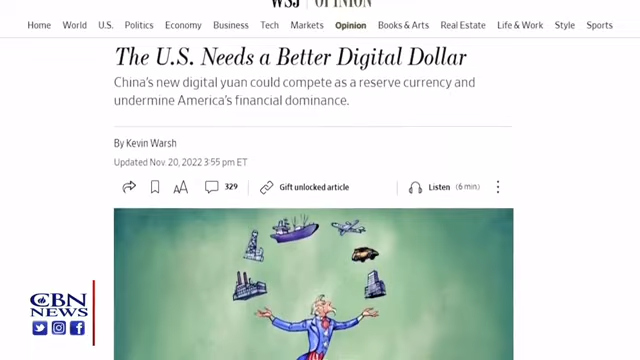 WSJ OPINION
Home World U.S. Politics Economy Business Tech Markets Opinion Books & Arts Real Estate Life & Work Style Sports
The U.S. Needs a Better Digital Dollar
China's new digital yuan could compete as a reserve currency and
undermine America's financial dominance.
By Kevin Warsh
Updated Nov. 20, 2022 3:55 pm ET
AA 329 Gift unlocked article Listen (6 min)
CBN
NEWS